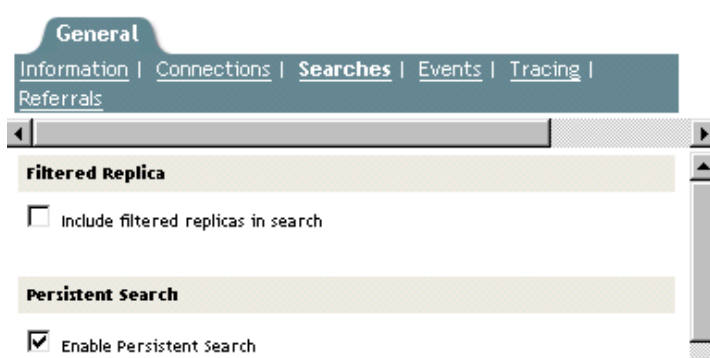 General
Information | Connections | Searches | Events | Tracing |
Referrals
Filtered Replica
Include filtered replicas in search
Persistent Search
Enable Persistent Search